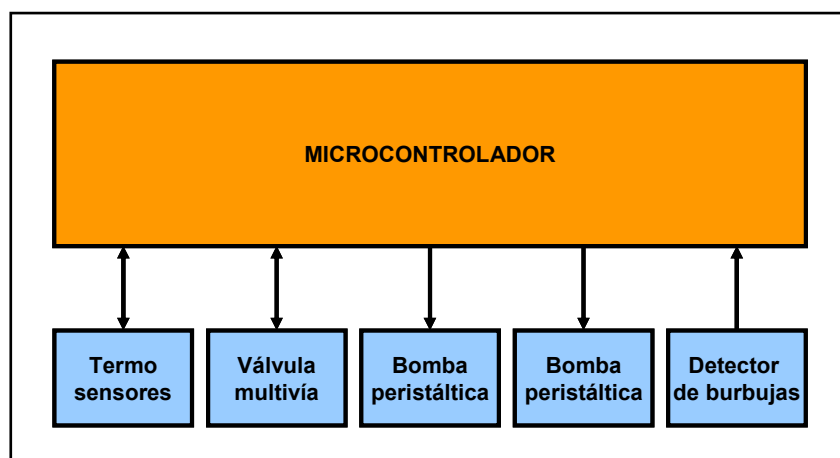 MICROCONTROLADOR
Termo
sensores
Válvula
multivía
Bomba
peristáltica
Bomba
peristáltica
Detector
de burbujas